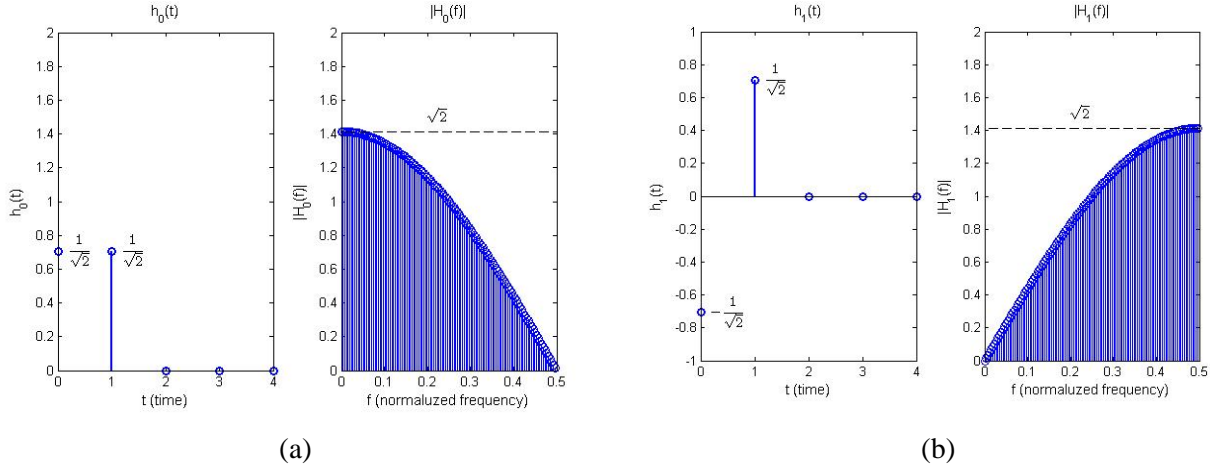 h₀(t)
2
1.8
1.6
1.4
1.2
1
0.8
0.6
0.4
0.2
0
h₀(t)
1/√2
1/√2
0 1 2 3 4
t (time)
|H₀(f)|
2
1.8
1.6
1.4
1.2
1
0.8
0.6
0.4
0.2
0
|H₀(f)|
√2
0 0.1 0.2 0.3 0.4 0.5
f (normaluzed frequency)
(a)
h₁(t)
1
0.8
0.6
0.4
0.2
0
-0.2
-0.4
-0.6
-0.8
-1
h₁(t)
1/√2
-1/√2
0 1 2 3 4
t (time)
|H₁(f)|
2
1.8
1.6
1.4
1.2
1
0.8
0.6
0.4
0.2
0
|H₁(f)|
√2
0 0.1 0.2 0.3 0.4 0.5
f (normaluzed frequency)
(b)